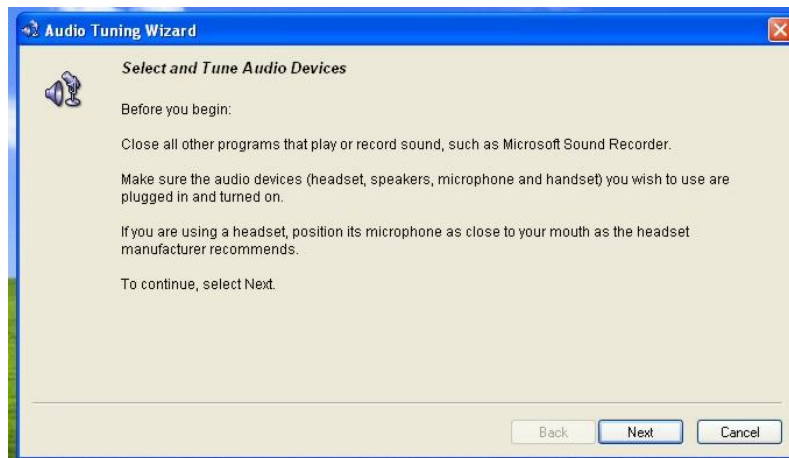 Audio Tuning Wizard
Select and Tune Audio Devices
Before you begin:
Close all other programs that play or record sound, such as Microsoft Sound Recorder.
Make sure the audio devices (headset, speakers, microphone and handset) you wish to use are
plugged in and turned on.
If you are using a headset, position its microphone as close to your mouth as the headset
manufacturer recommends.
To continue, select Next.
Back Next Cancel